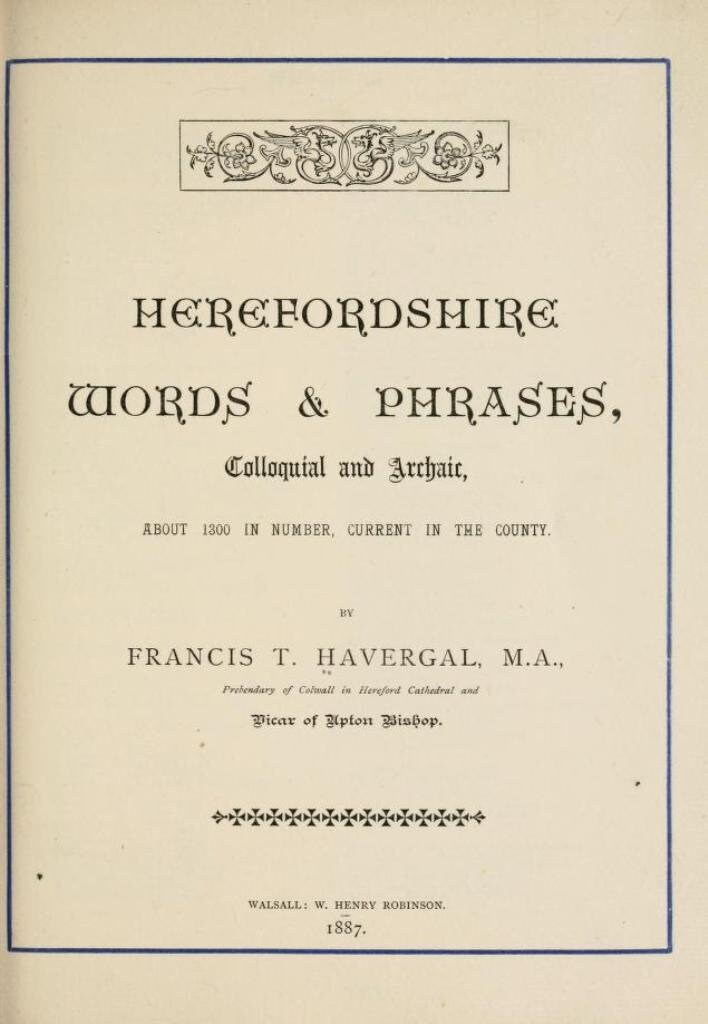 HEREFORDSHIRE
WORDS & PHRASES,
Colloquial and Archaic,
ABOUT 1300 IN NUMBER, CURRENT IN THE COUNTY.
BY
FRANCIS T. HAVERGAL, M.A.,
Prebendary of Colwall in Hereford Cathedral and
Vicar of Upton Bishop.
WALSALL: W. HENRY ROBINSON.
1887.